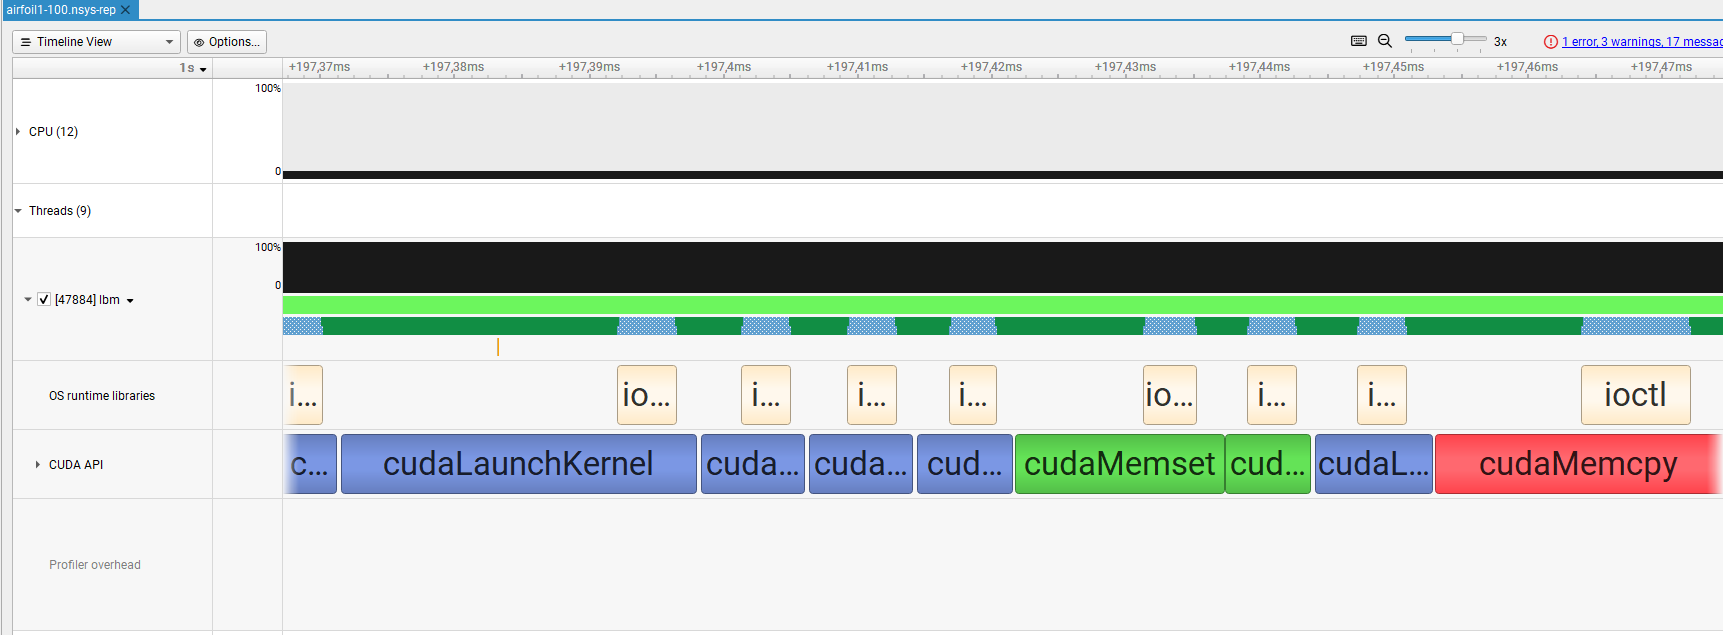 airfoil1-100.nsys-rep
Timeline View
Options...
3x
1 error, 3 warnings, 17 messag
1s
+197,37ms +197,38ms +197,39ms +197,4ms +197,41ms +197,42ms +197,43ms +197,44ms +197,45ms +197,46ms +197,47ms
100%
CPU (12)
0
Threads (9)
100%
0
[47884] lbm
OS runtime libraries
i... io... i... i... i... io... i... i... ioctl
CUDA API
c... cudaLaunchKernel cuda... cuda... cud... cudaMemset cud... cudaL... cudaMemcpy
Profiler overhead